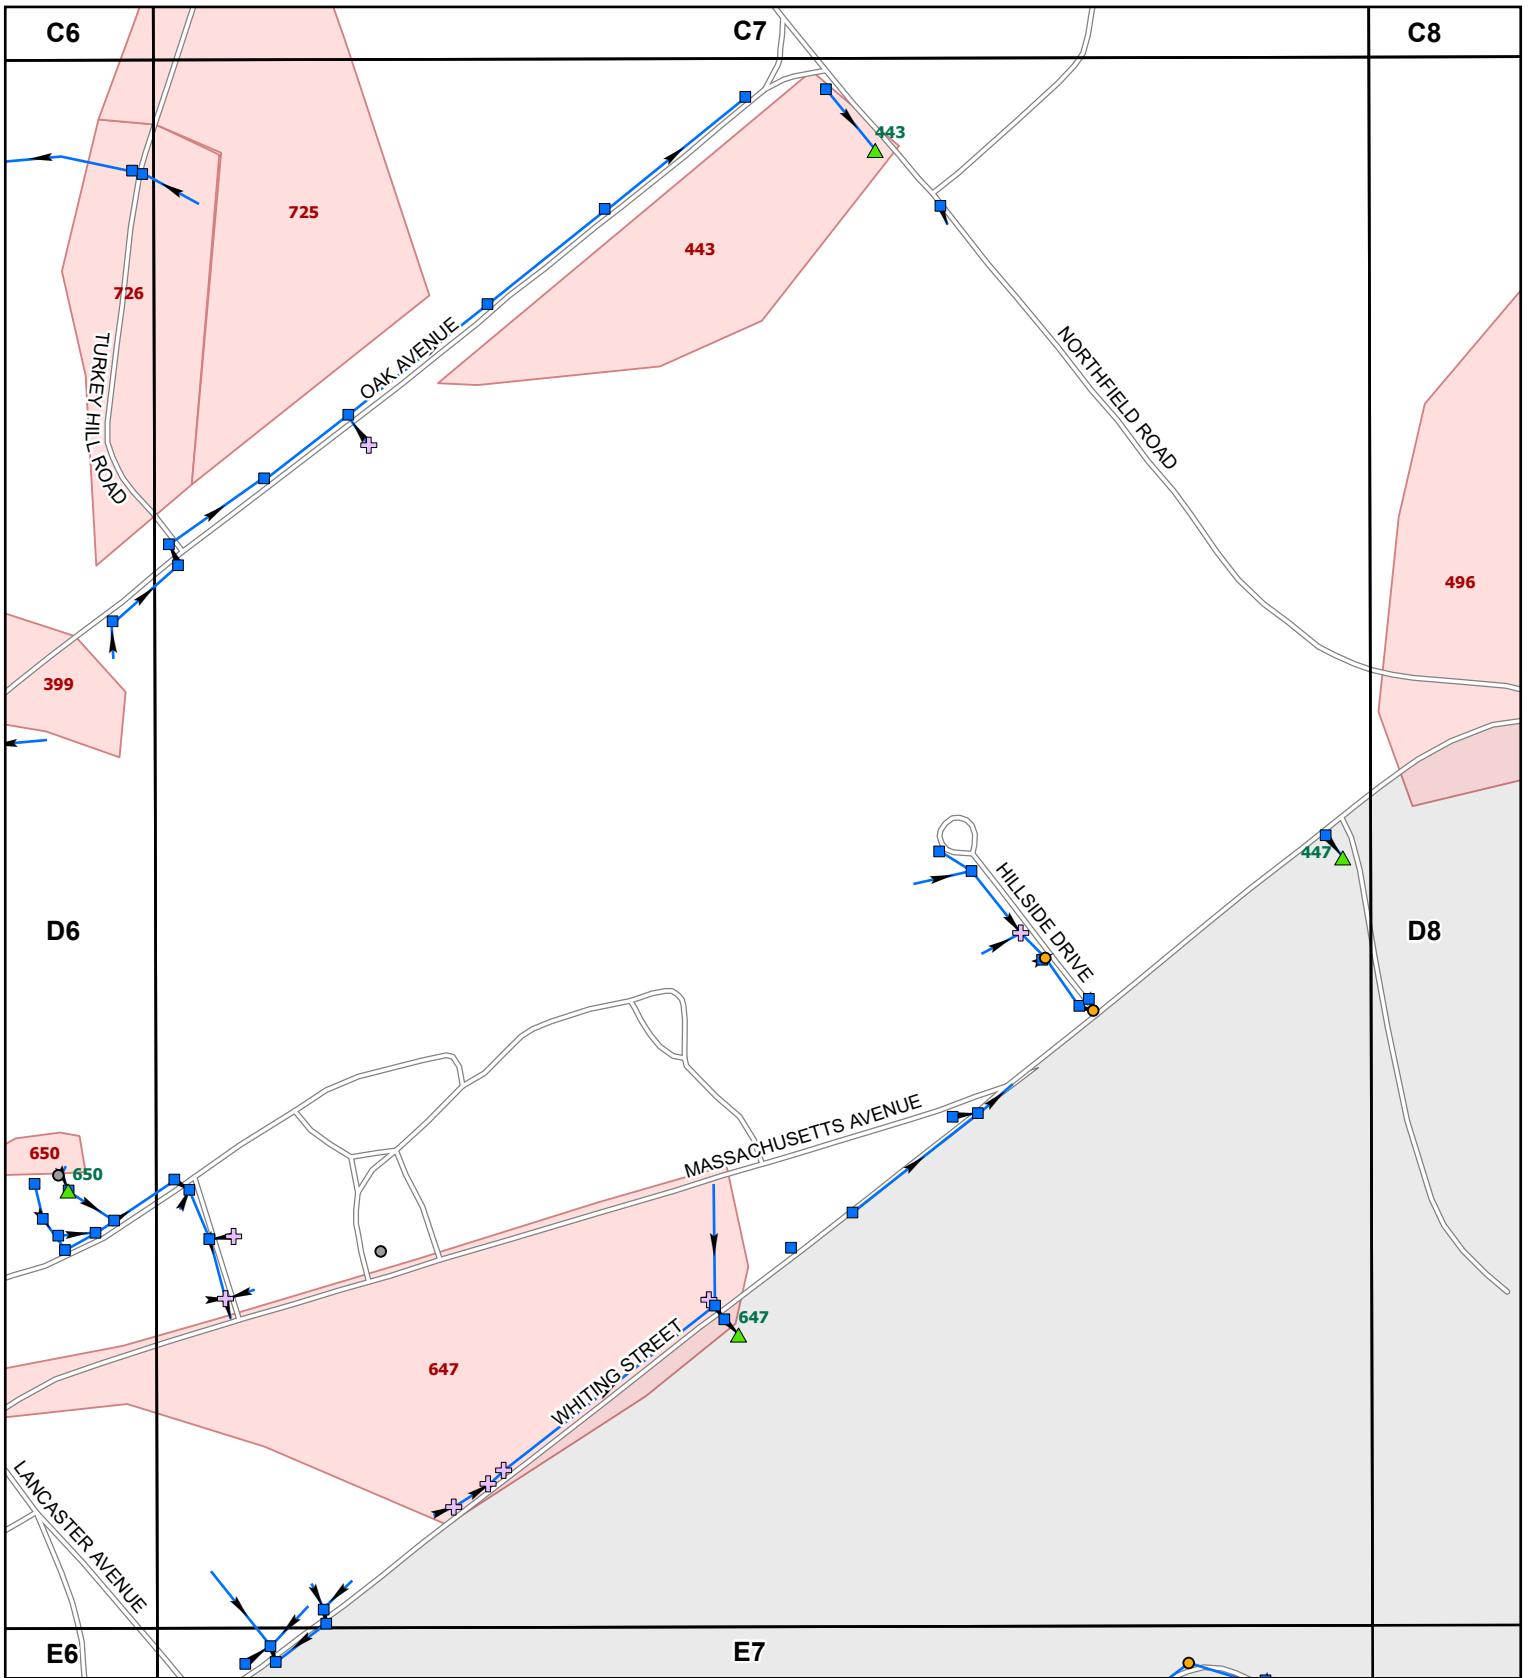 C6
C7
C8
443
725
443
726
OAK AVENUE
TURKEY HILL ROAD
NORTHFIELD ROAD
496
399
447
HILLSIDE DRIVE
D6
D8
MASSACHUSETTS AVENUE
650
650
647
WHITING STREET
647
LANCASTER AVENUE
E6
E7